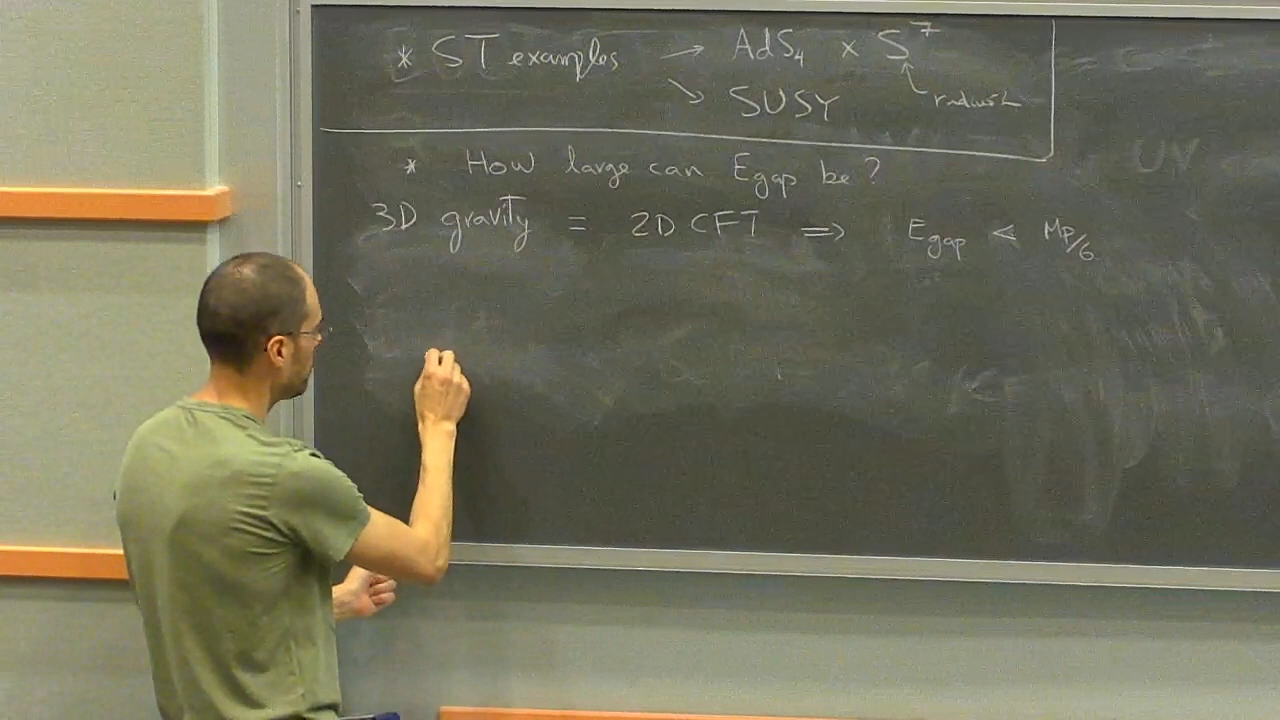 * ST examples → AdS₄ × S⁷
↘ SUSY radius L
* How large can Egap be?
3D gravity = 2D CFT ⇒ Egap < Mp/6
UV